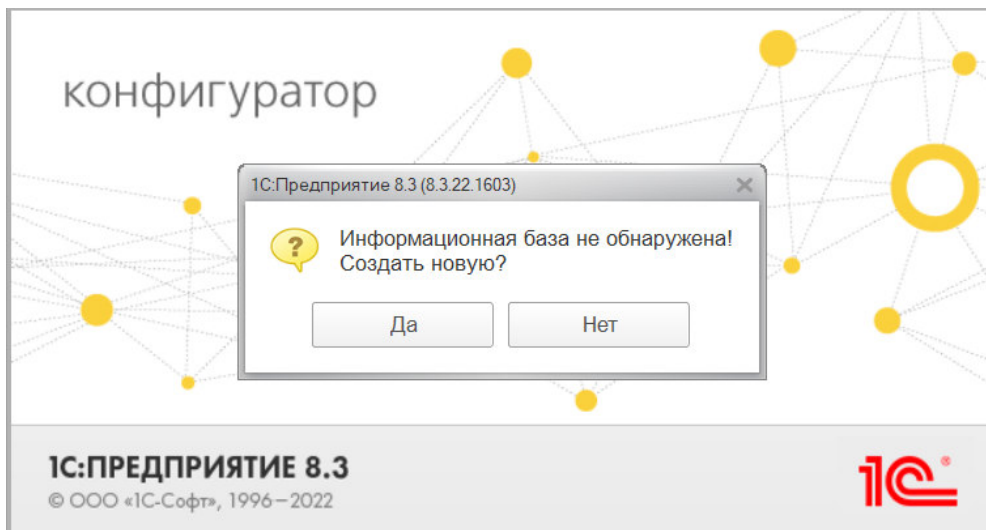 конфигуратор
1С:Предприятие 8.3 (8.3.22.1603)
?
Информационная база не обнаружена!
Создать новую?
Да
Нет
1С:ПРЕДПРИЯТИЕ 8.3
© ООО «1С-Софт», 1996–2022
1С®